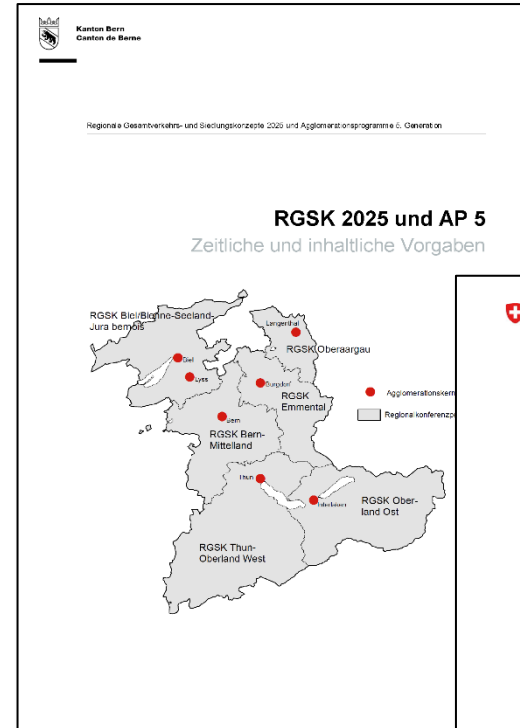 Kanton Bern
Canton de Berne
Regionale Gesamtverkehrs- und Siedlungskonzepte 2025 und Agglomerationsprogramme 5. Generation
RGSK 2025 und AP 5
Zeitliche und inhaltliche Vorgaben
RGSK Biel/Bienne-Seeland-
Jura bernois
Langenthal
RGSK Oberaargau
Biel
Lyss
Burgdorf
RGSK
Emmental
Agglomerationskern
Regionalkonferenzpe
Bern
RGSK Bern-
Mittelland
Thun
Interlaken
RGSK Ober-
land Ost
RGSK Thun-
Oberland West